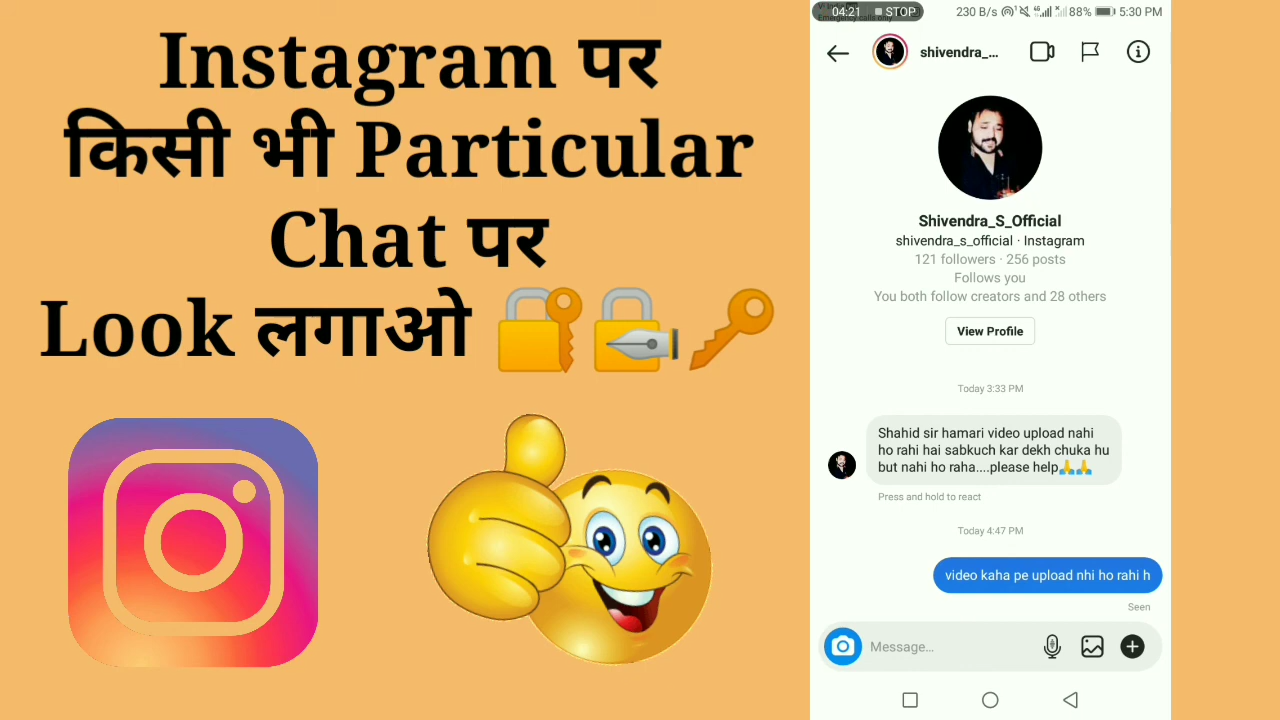 Instagram पर
किसी भी Particular
Chat पर
Look लगाओ
04:21 STOP 230 B/s 88% 5:30 PM
shivendra_...
Shivendra_S_Official
shivendra_s_official · Instagram
121 followers · 256 posts
Follows you
You both follow creators and 28 others
View Profile
Today 3:33 PM
Shahid sir hamari video upload nahi
ho rahi hai sabkuch kar dekh chuka hu
but nahi ho raha....please help🙏🙏
Press and hold to react
Today 4:47 PM
video kaha pe upload nhi ho rahi h
Seen
Message...